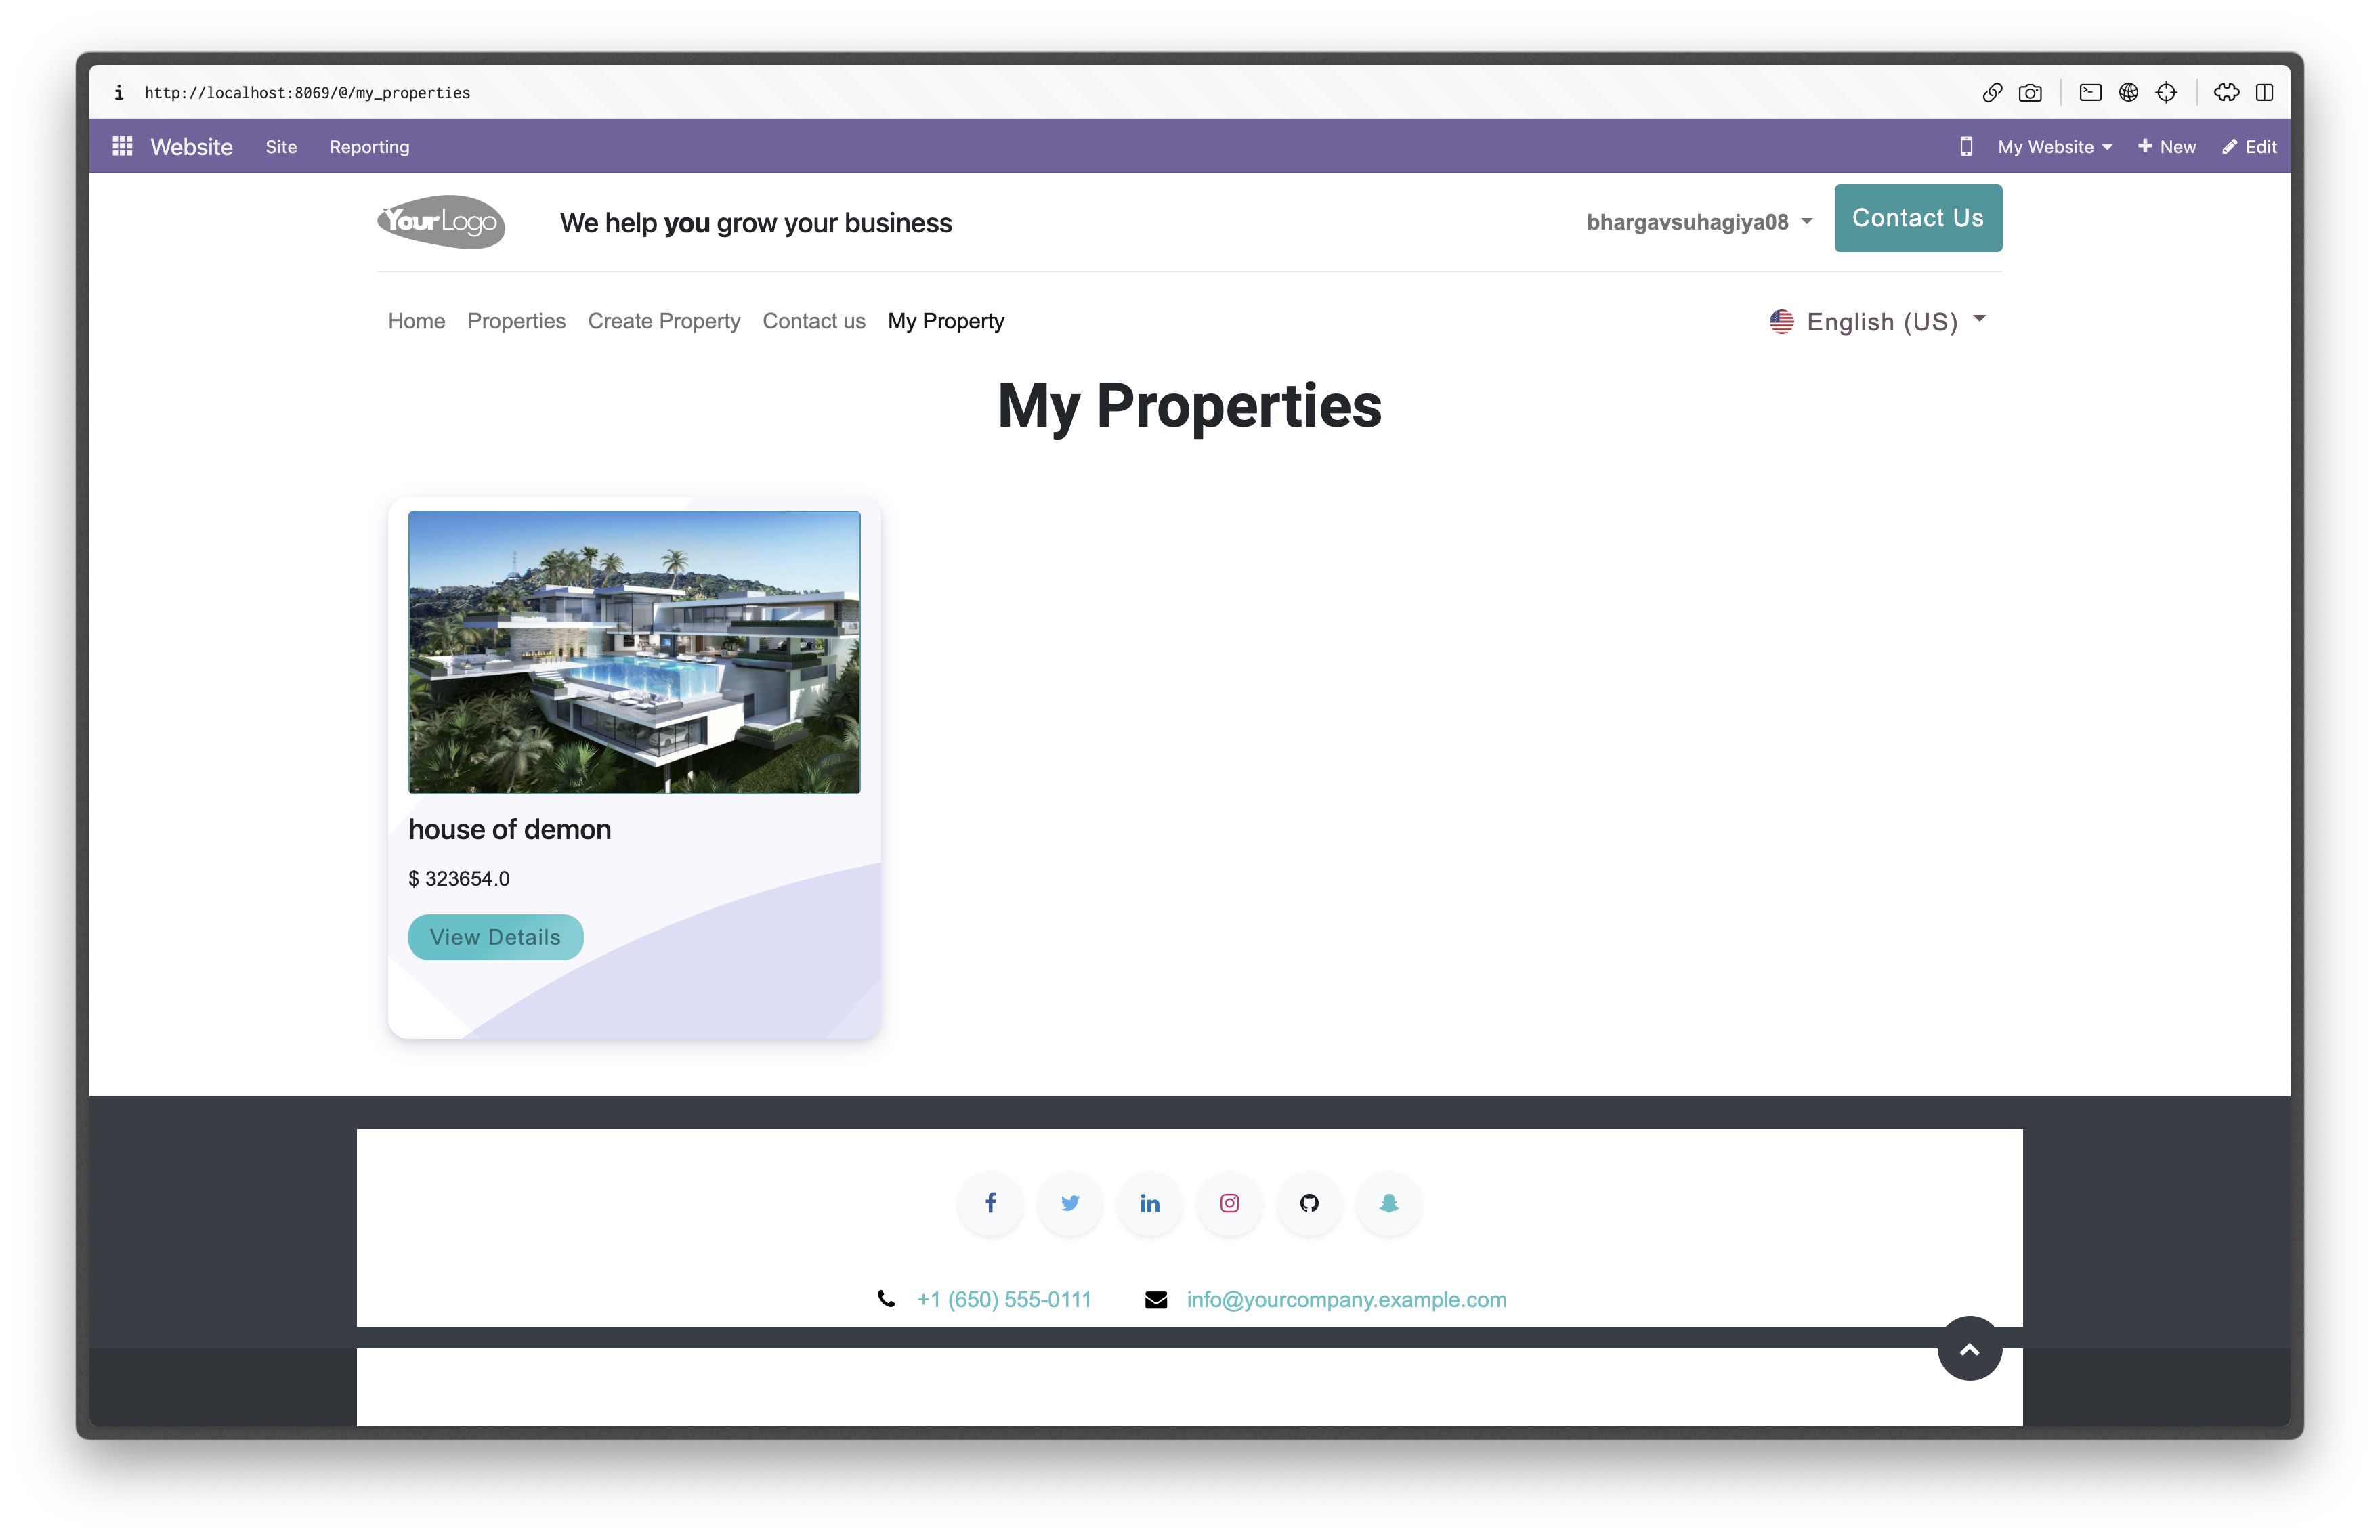 http://localhost:8069/@/my_properties
Website Site Reporting My Website New Edit
YourLogo We help you grow your business bhargavsuhagiya08 Contact Us
Home Properties Create Property Contact us My Property English (US)
My Properties
house of demon
$ 323654.0
View Details
+1 (650) 555-0111 info@yourcompany.example.com